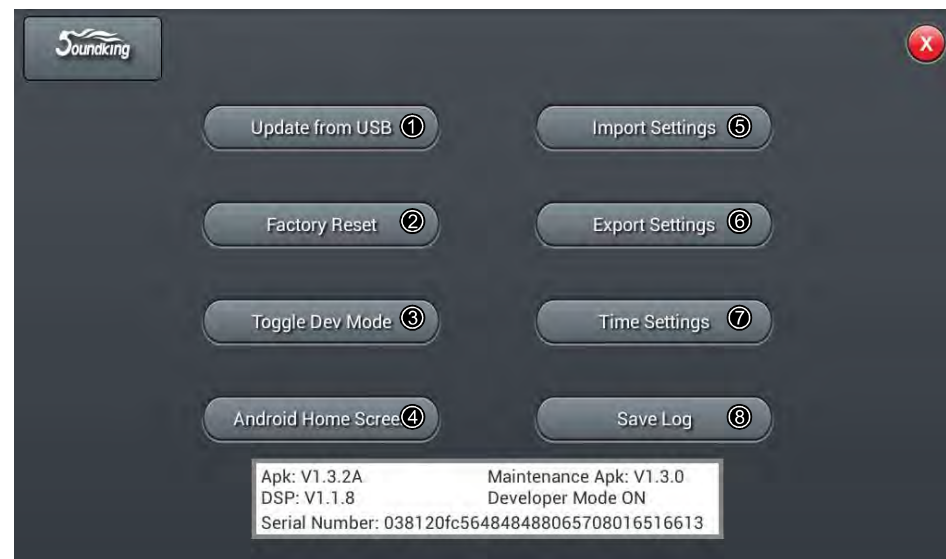 Soundking
X
Update from USB ①
Import Settings ⑤
Factory Reset ②
Export Settings ⑥
Toggle Dev Mode ③
Time Settings ⑦
Android Home Scree ④
Save Log ⑧
Apk: V1.3.2A
Maintenance Apk: V1.3.0
DSP: V1.1.8
Developer Mode ON
Serial Number: 038120fc564848488065708016516613